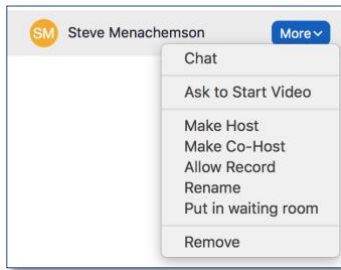 SM Steve Menachemson More
Chat
Ask to Start Video
Make Host
Make Co-Host
Allow Record
Rename
Put in waiting room
Remove